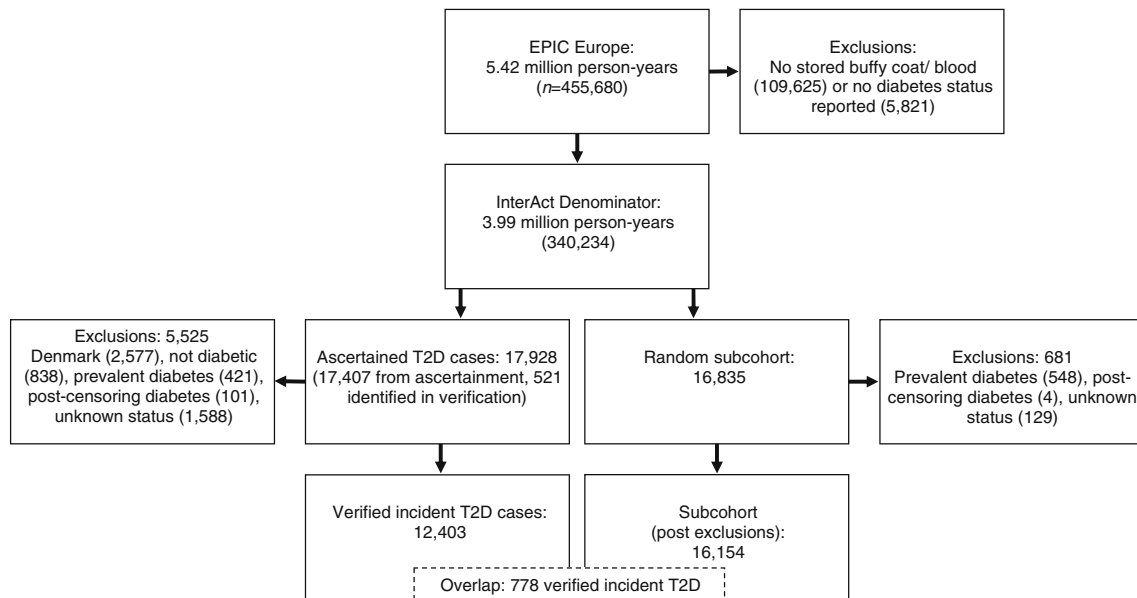 EPIC Europe:
5.42 million person-years
(n=455,680)
Exclusions:
No stored buffy coat/ blood
(109,625) or no diabetes status
reported (5,821)
InterAct Denominator:
3.99 million person-years
(340,234)
Exclusions: 5,525
Denmark (2,577), not diabetic
(838), prevalent diabetes (421),
post-censoring diabetes (101),
unknown status (1,588)
Ascertained T2D cases: 17,928
(17,407 from ascertainment, 521
identified in verification)
Random subcohort:
16,835
Exclusions: 681
Prevalent diabetes (548), post-
censoring diabetes (4), unknown
status (129)
Verified incident T2D cases:
12,403
Subcohort
(post exclusions):
16,154
Overlap: 778 verified incident T2D